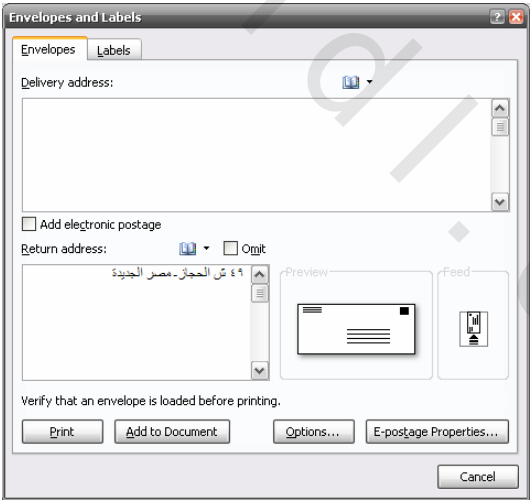 Envelopes and Labels
Envelopes Labels
Delivery address:
Add electronic postage
Return address: Omit
٤٩ ش الحجاز - مصر الجديدة
Preview
Feed
Verify that an envelope is loaded before printing.
Print Add to Document Options... E-postage Properties...
Cancel